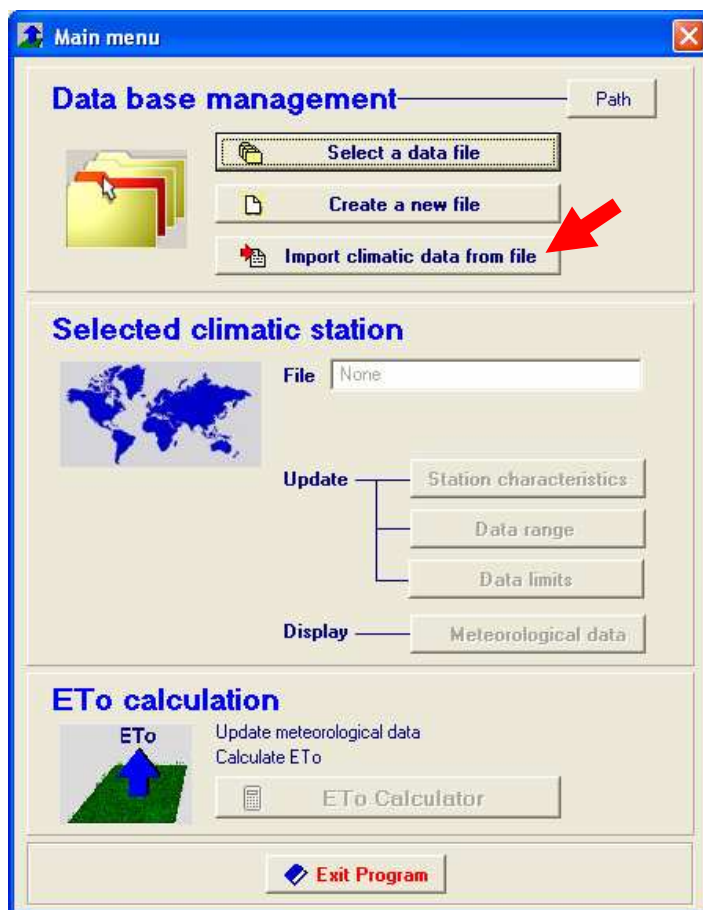 Main menu
Data base management
Path
Select a data file
Create a new file
Import climatic data from file
Selected climatic station
File None
Update Station characteristics
Data range
Data limits
Display Meteorological data
ETo calculation
ETo
Update meteorological data
Calculate ETo
ETo Calculator
Exit Program